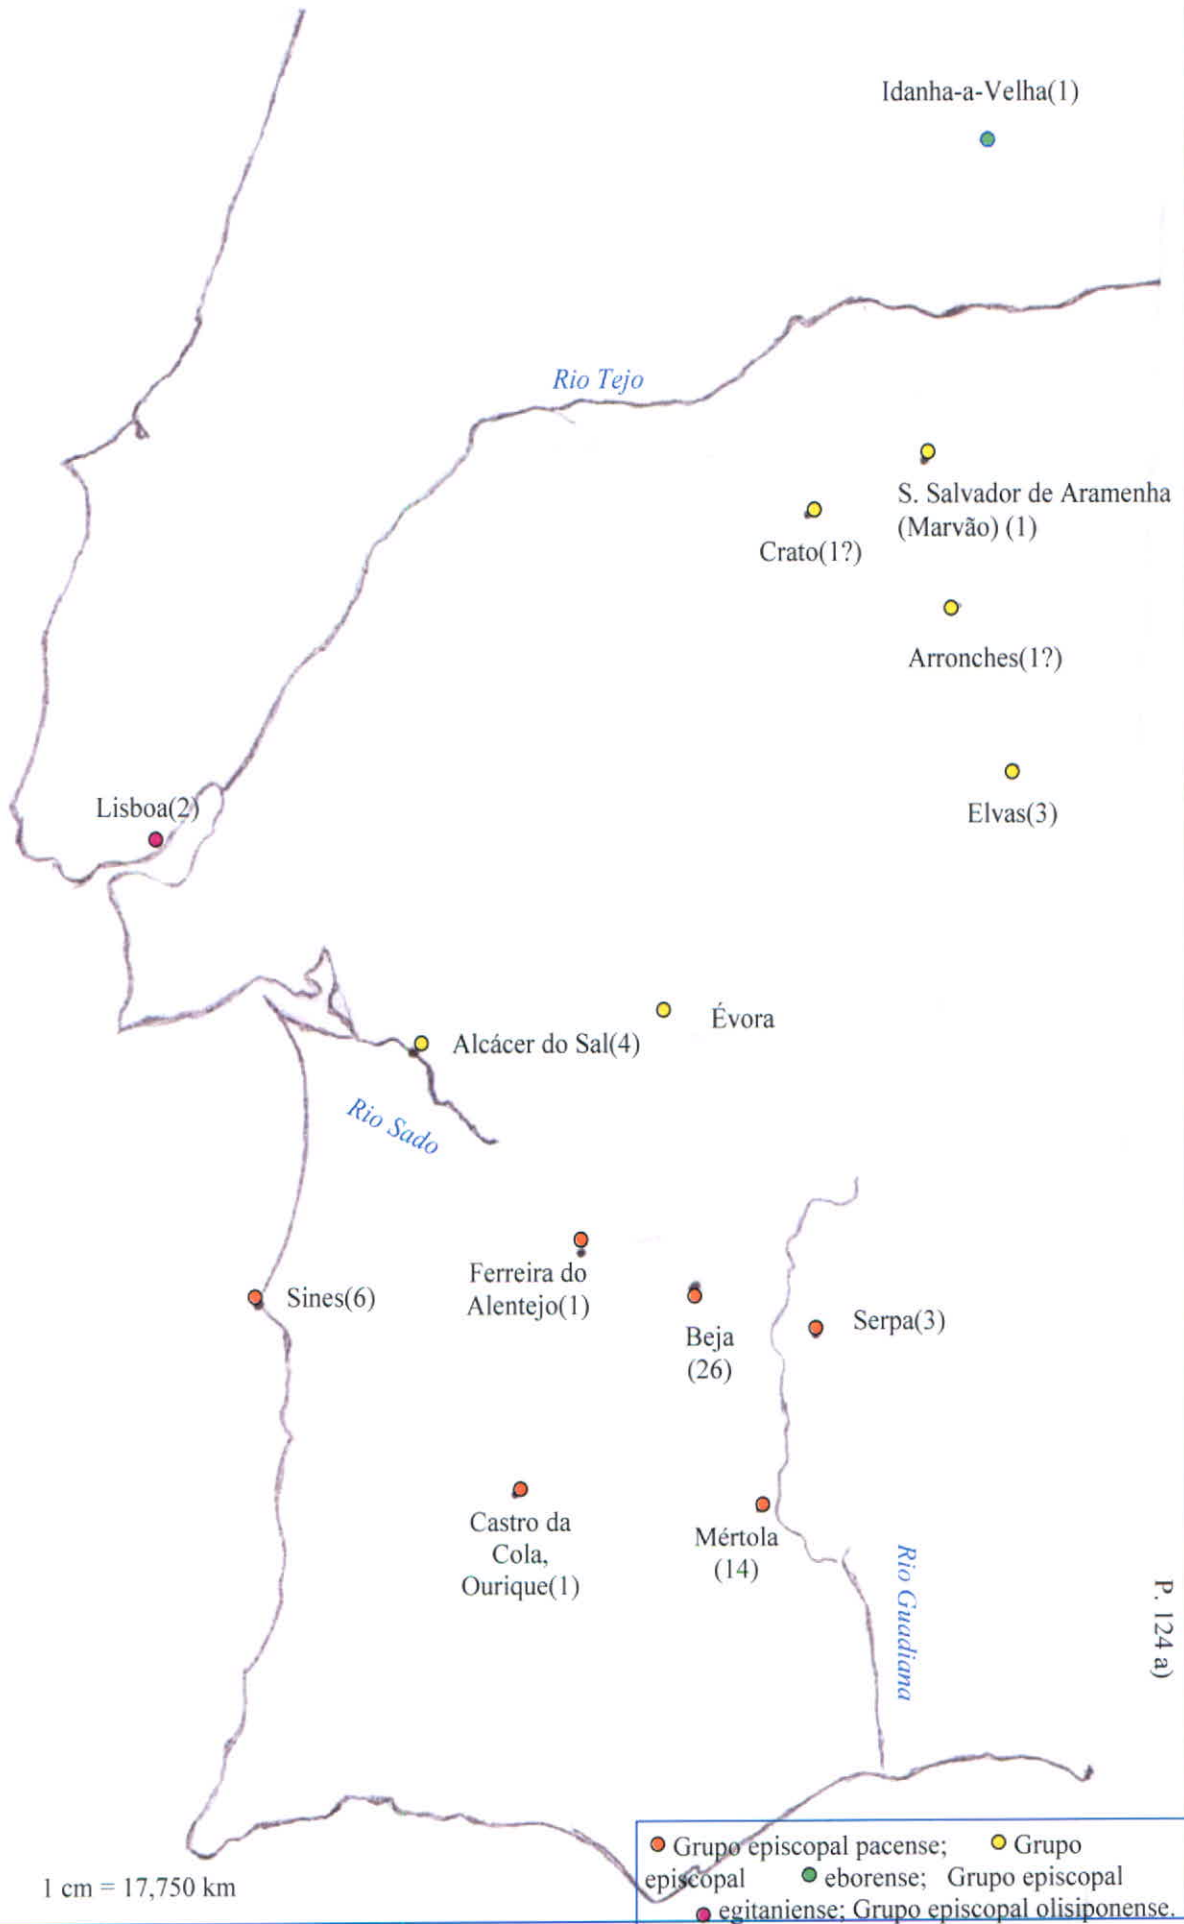 Idanha-a-Velha(1)
Rio Tejo
S. Salvador de Aramenha
(Marvão) (1)
Crato(1?)
Arronches(1?)
Elvas(3)
Lisboa(2)
Évora
Alcácer do Sal(4)
Rio Sado
Ferreira do
Alentejo(1)
Sines(6)
Beja
(26)
Serpa(3)
Castro da
Cola,
Ourique(1)
Mértola
(14)
Rio Guadiana
P. 124 a)
Grupo episcopal pacense; Grupo
episcopal eborense; Grupo episcopal
egitaniense; Grupo episcopal olisiponense.
1 cm = 17,750 km